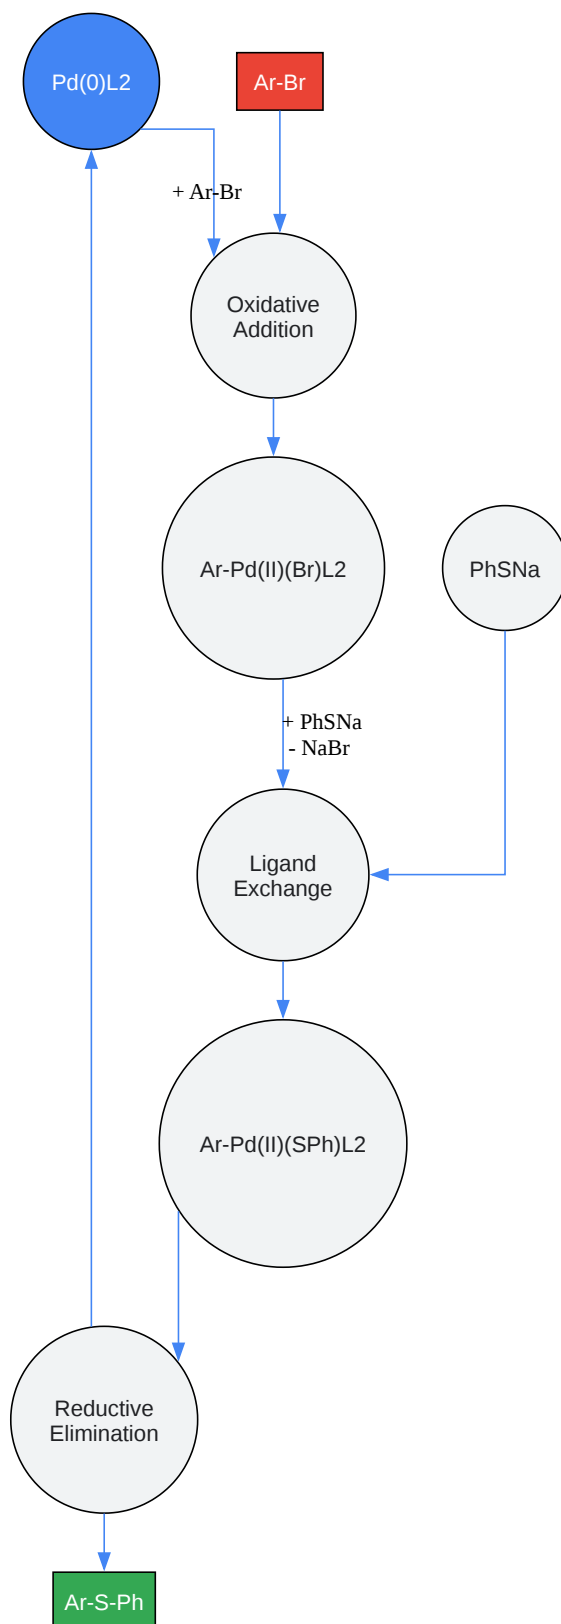 Pd(0)L2
Ar-Br
+ Ar-Br
Oxidative
Addition
Ar-Pd(II)(Br)L2
PhSNa
+ PhSNa
- NaBr
Ligand
Exchange
Ar-Pd(II)(SPh)L2
Reductive
Elimination
Ar-S-Ph